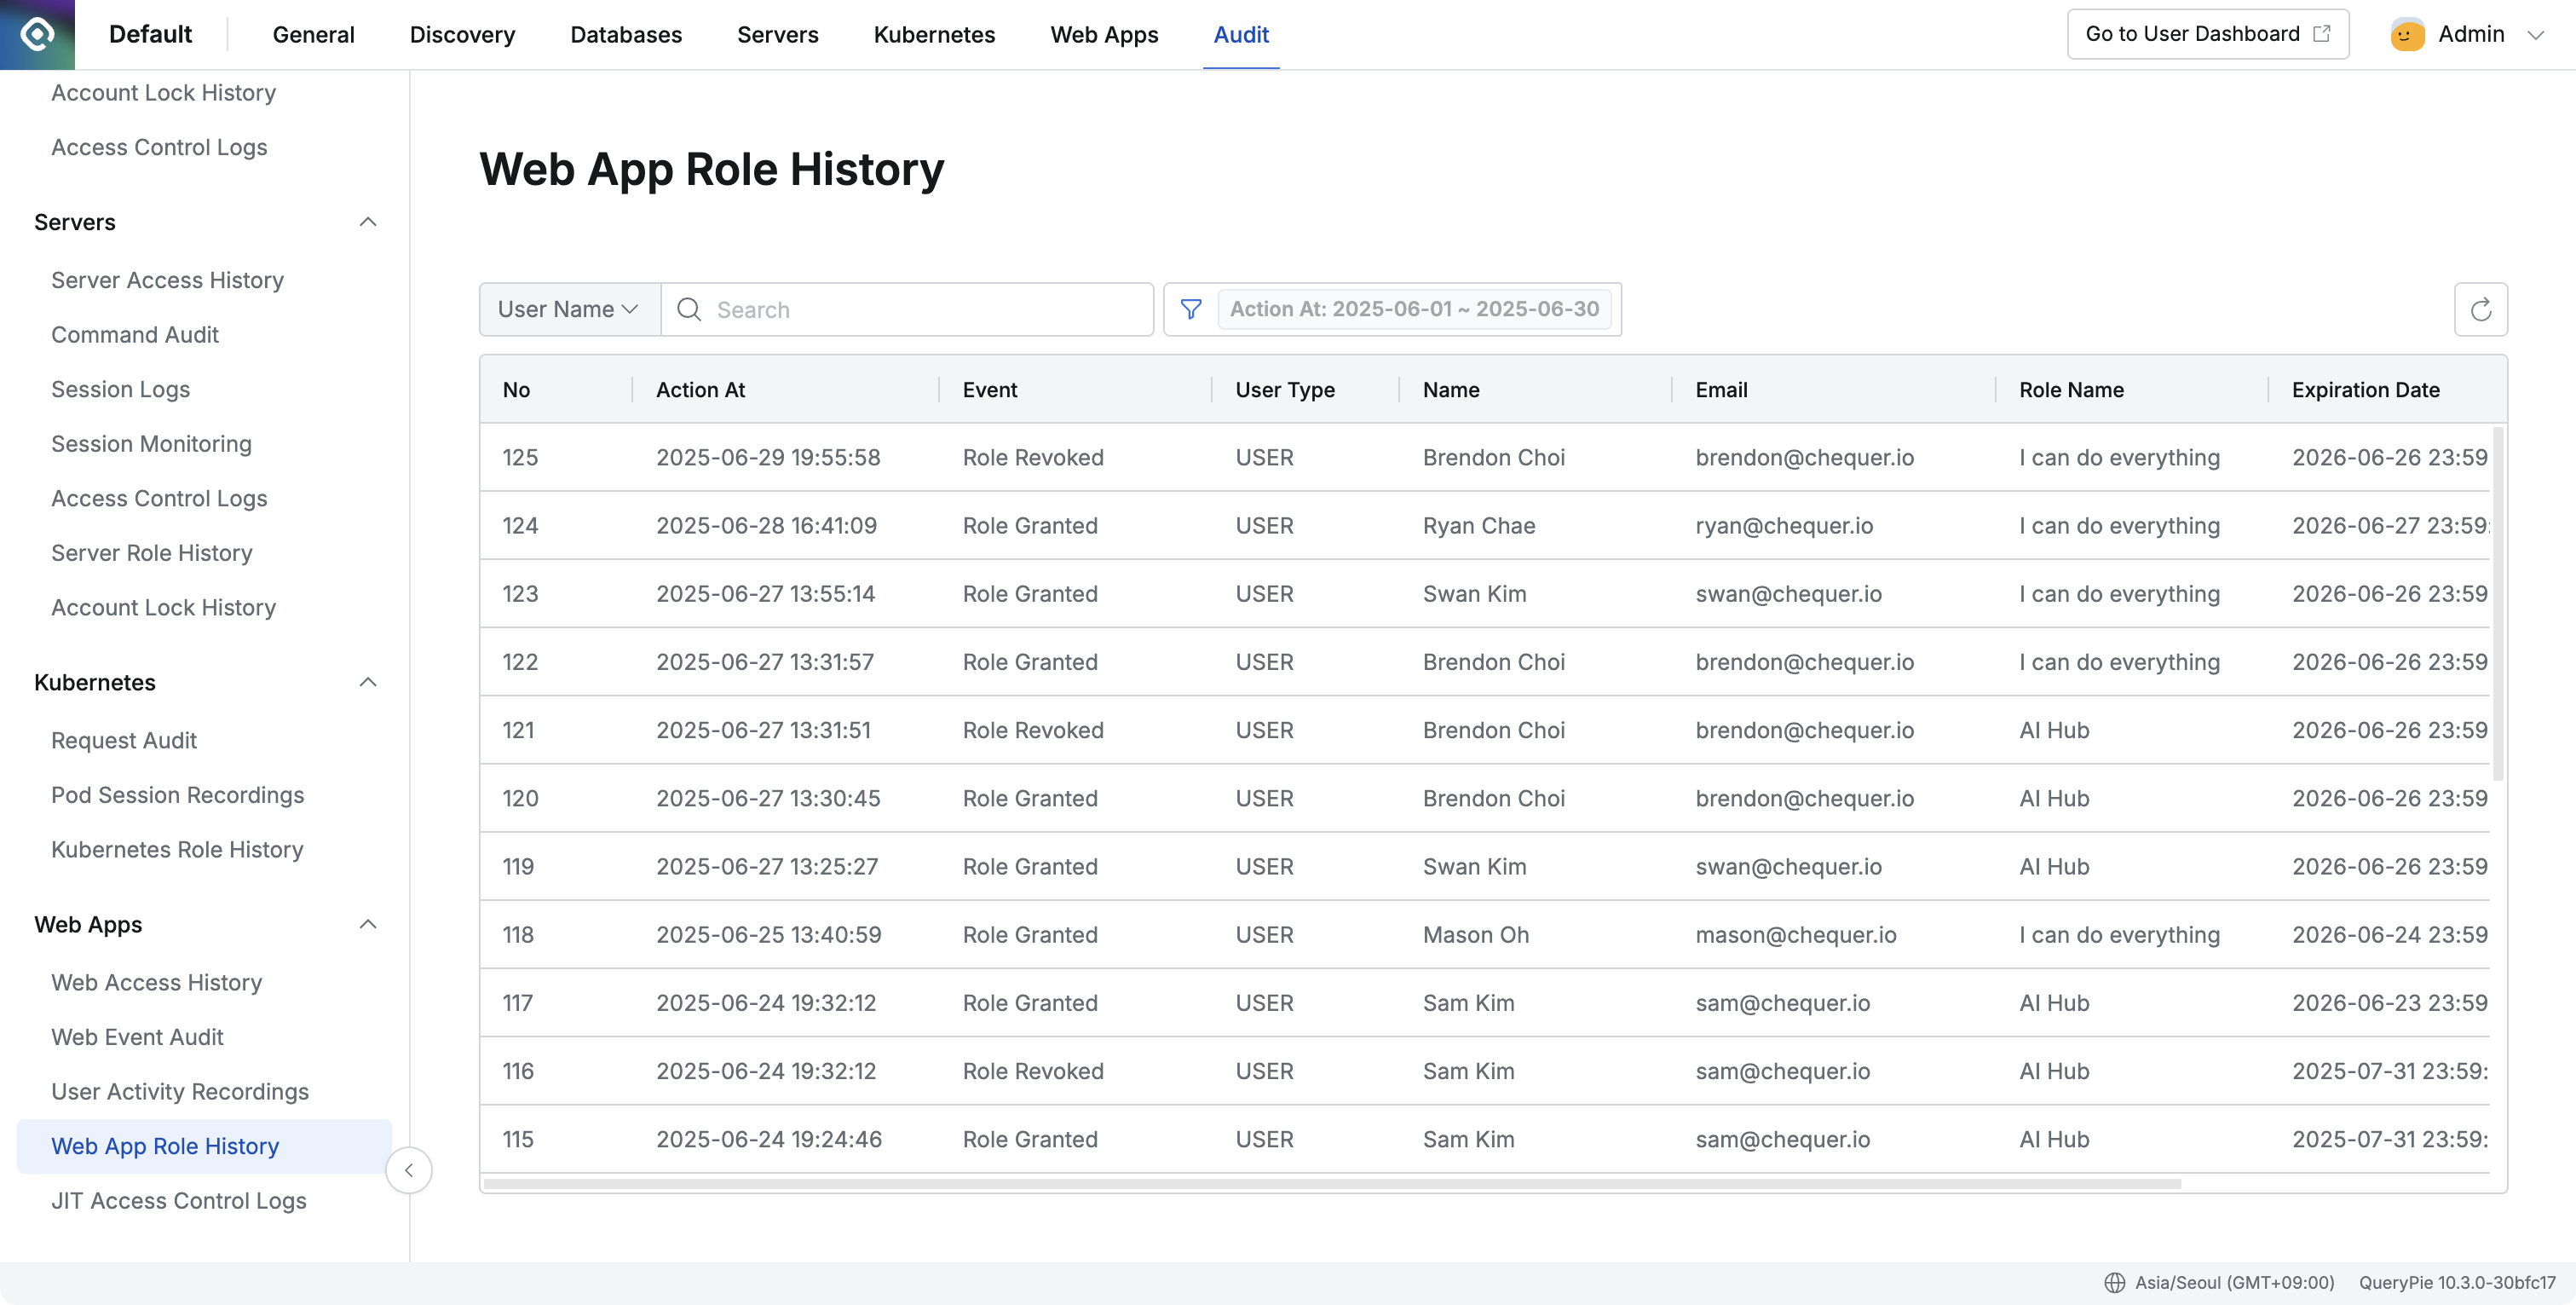 Default General Discovery Databases Servers Kubernetes Web Apps Audit Go to User Dashboard Admin
Account Lock History
Access Control Logs
Servers
Server Access History
Command Audit
Session Logs
Session Monitoring
Access Control Logs
Server Role History
Account Lock History
Kubernetes
Request Audit
Pod Session Recordings
Kubernetes Role History
Web Apps
Web Access History
Web Event Audit
User Activity Recordings
Web App Role History
JIT Access Control Logs
Web App Role History
User Name Search Action At: 2025-06-01 ~ 2025-06-30
No Action At Event User Type Name Email Role Name Expiration Date
125 2025-06-29 19:55:58 Role Revoked USER Brendon Choi brendon@chequer.io I can do everything 2026-06-26 23:59
124 2025-06-28 16:41:09 Role Granted USER Ryan Chae ryan@chequer.io I can do everything 2026-06-27 23:59:
123 2025-06-27 13:55:14 Role Granted USER Swan Kim swan@chequer.io I can do everything 2026-06-26 23:59
122 2025-06-27 13:31:57 Role Granted USER Brendon Choi brendon@chequer.io I can do everything 2026-06-26 23:59
121 2025-06-27 13:31:51 Role Revoked USER Brendon Choi brendon@chequer.io AI Hub 2026-06-26 23:59
120 2025-06-27 13:30:45 Role Granted USER Brendon Choi brendon@chequer.io AI Hub 2026-06-26 23:59
119 2025-06-27 13:25:27 Role Granted USER Swan Kim swan@chequer.io AI Hub 2026-06-26 23:59
118 2025-06-25 13:40:59 Role Granted USER Mason Oh mason@chequer.io I can do everything 2026-06-24 23:59
117 2025-06-24 19:32:12 Role Granted USER Sam Kim sam@chequer.io AI Hub 2026-06-23 23:59
116 2025-06-24 19:32:12 Role Revoked USER Sam Kim sam@chequer.io AI Hub 2025-07-31 23:59:
115 2025-06-24 19:24:46 Role Granted USER Sam Kim sam@chequer.io AI Hub 2025-07-31 23:59:
Asia/Seoul (GMT+09:00) QueryPie 10.3.0-30bfc17